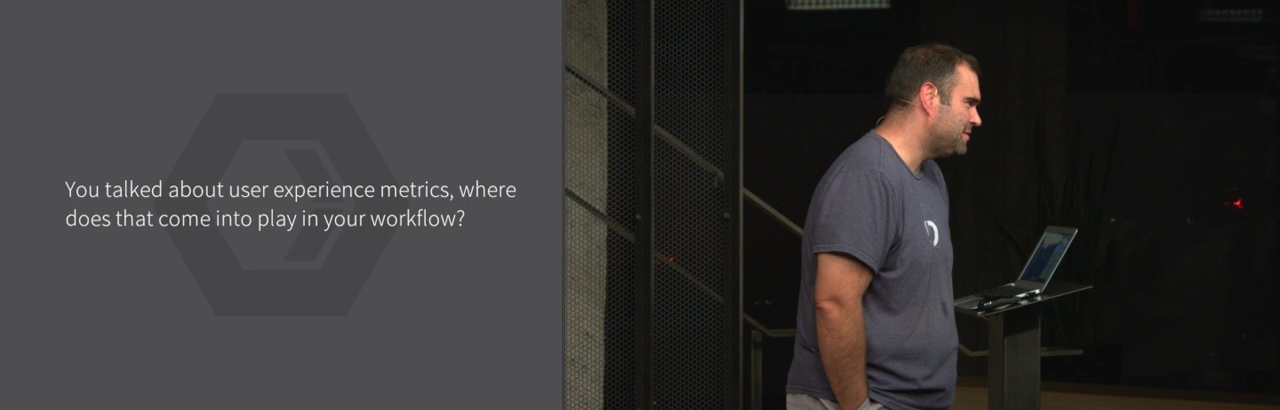 You talked about user experience metrics, where
does that come into play in your workflow?